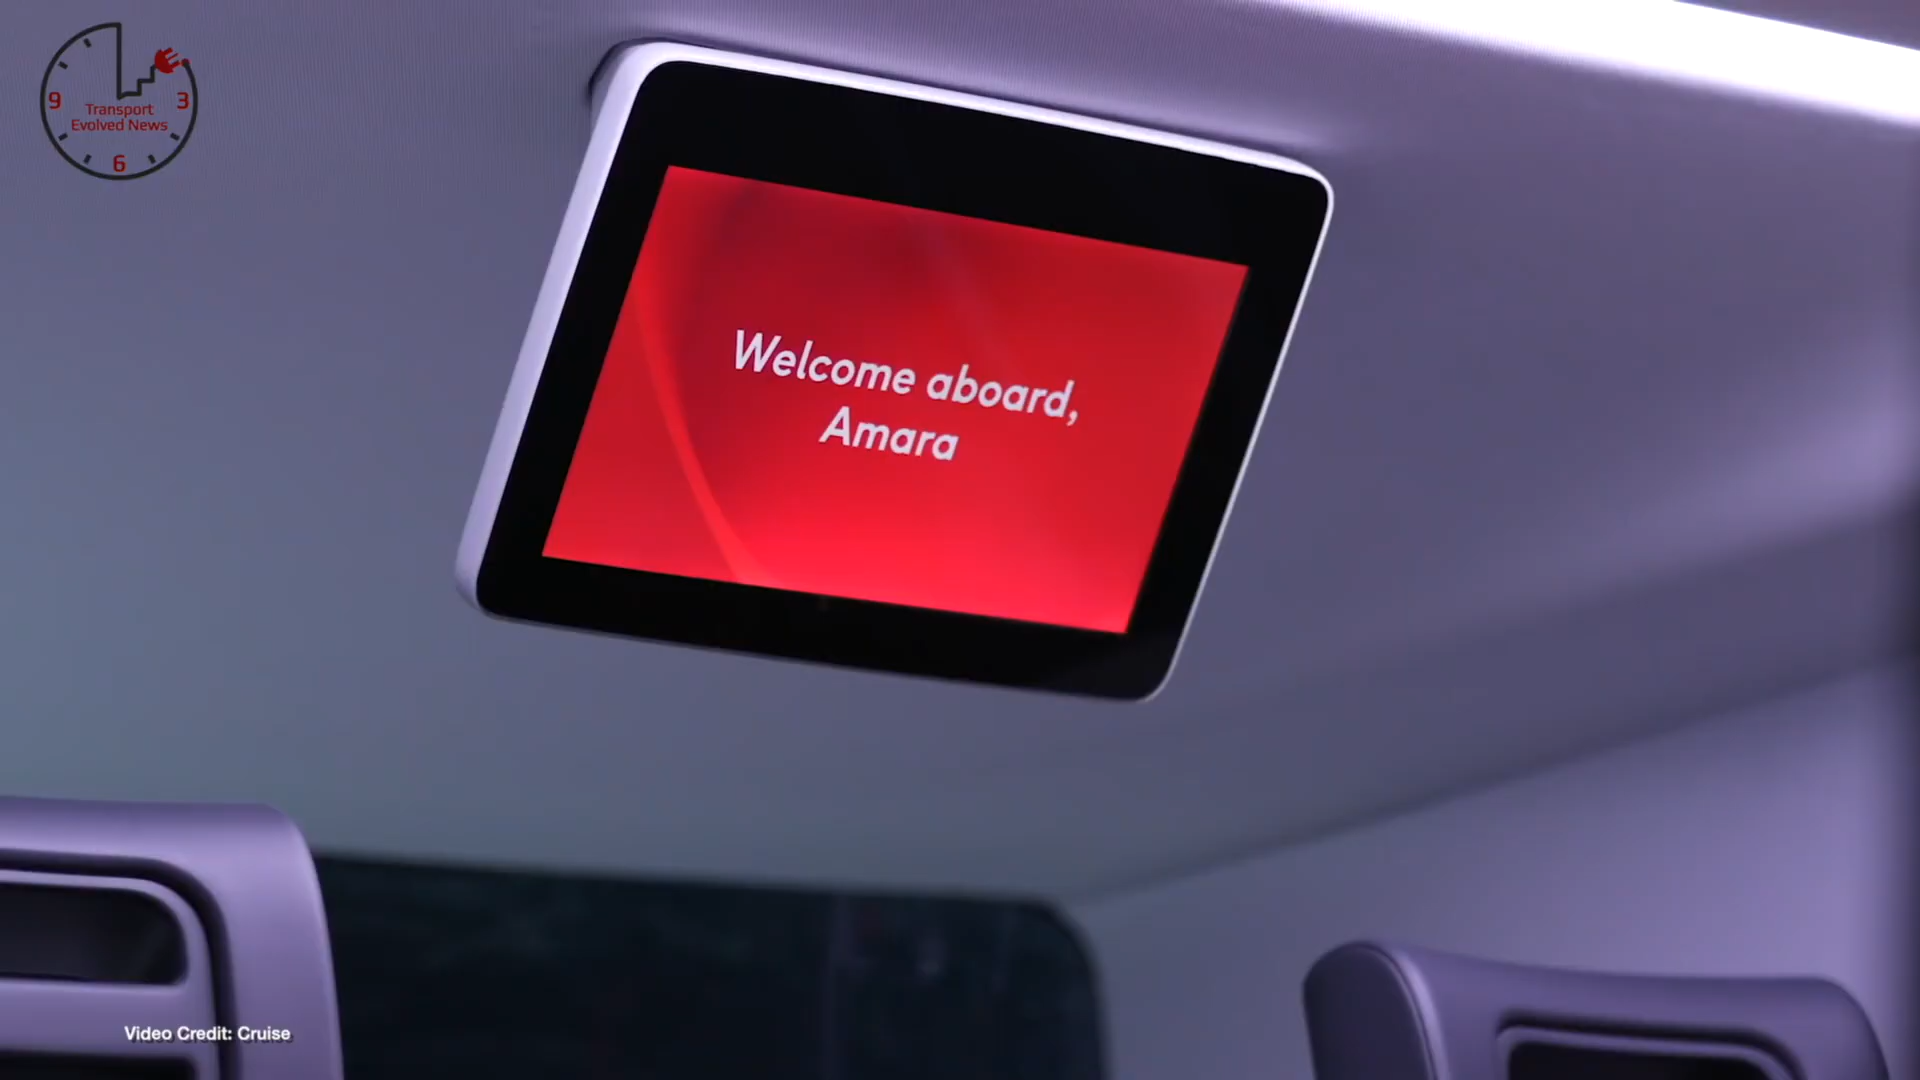 9
3
Transport
Evolved News
6
Welcome aboard,
Amara
Video Credit: Cruise